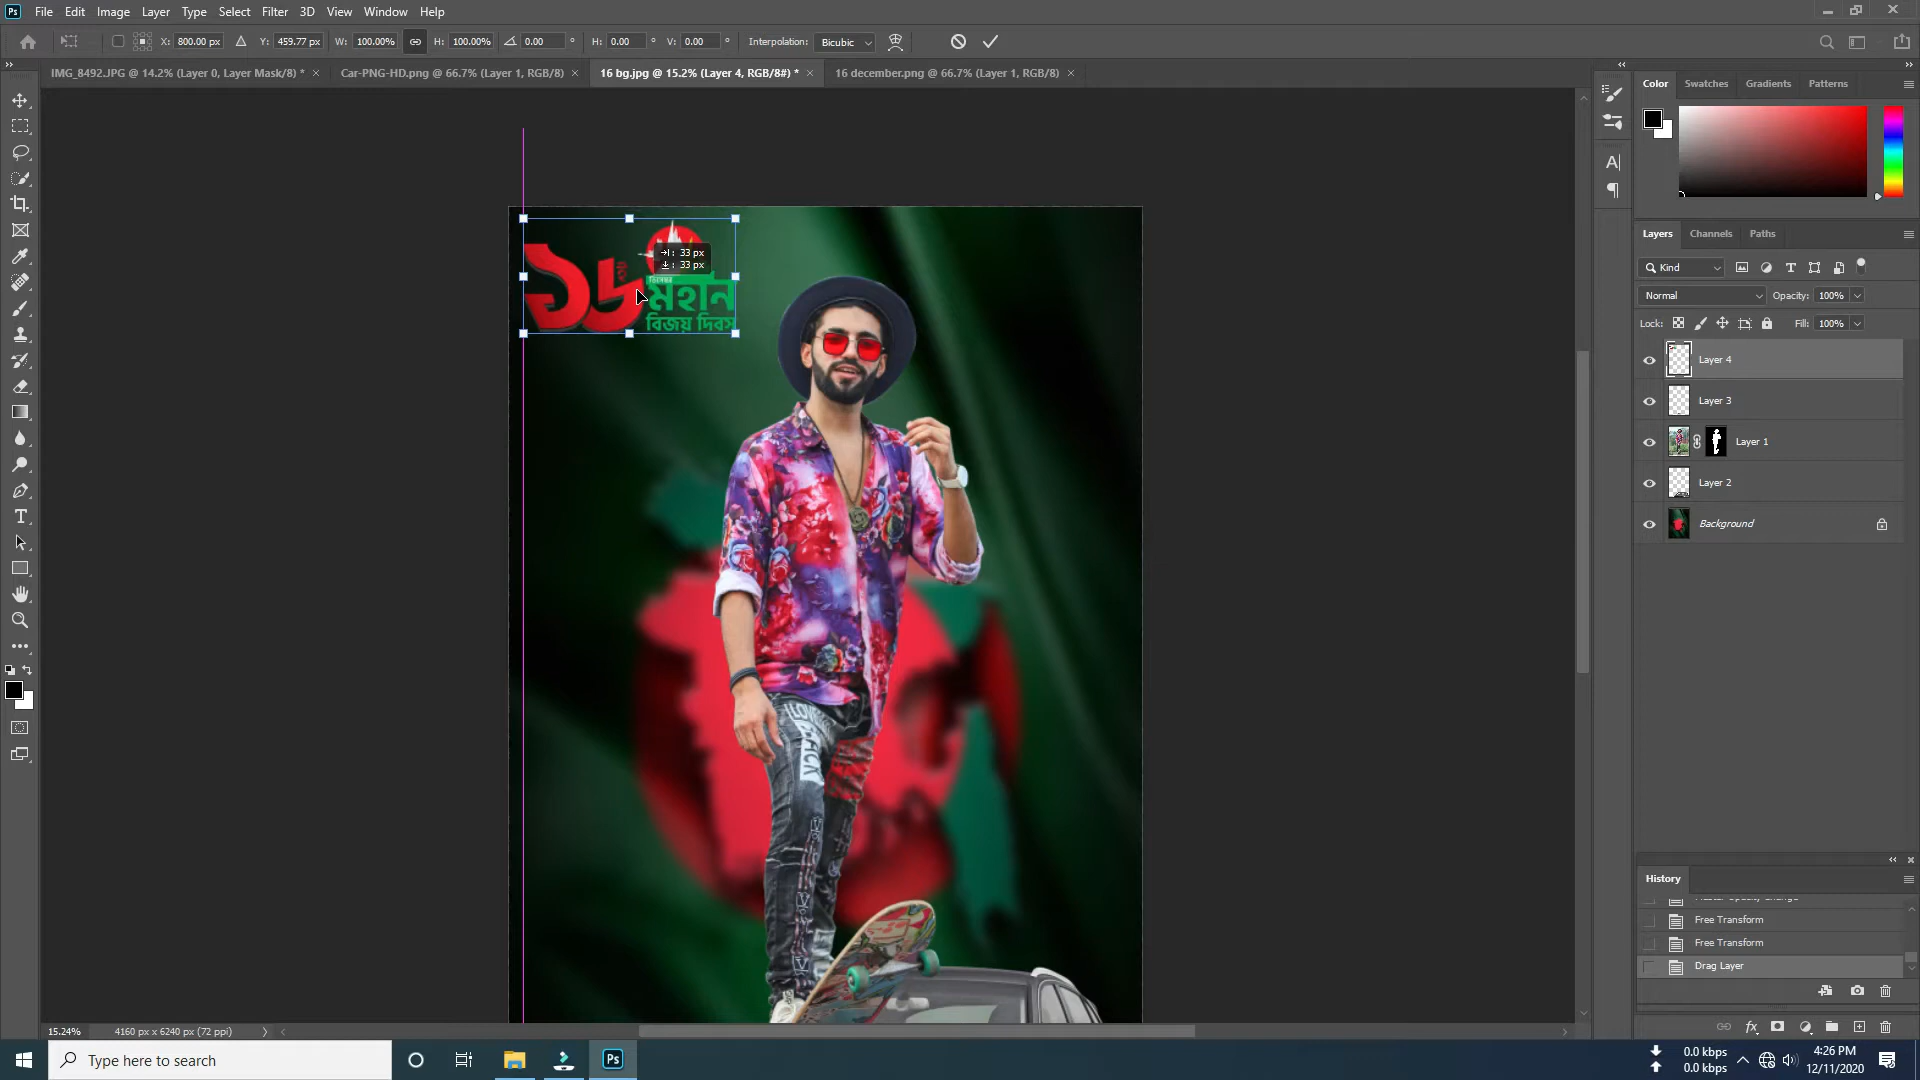 File Edit Image Layer Type Select Filter 3D View Window Help
X: 800.00 px Y: 459.77 px W: 100.00% H: 100.00% 0.00 ° H: 0.00 ° V: 0.00 ° Interpolation: Bicubic
IMG_8492.JPG @ 14.2% (Layer 0, Layer Mask/8) * × Car-PNG-HD.png @ 66.7% (Layer 1, RGB/8) × 16 bg.jpg @ 15.2% (Layer 4, RGB/8#) * × 16 december.png @ 66.7% (Layer 1, RGB/8) ×
Color Swatches Gradients Patterns
Layers Channels Paths
Kind
Normal Opacity: 100%
Lock: Fill: 100%
Layer 4
Layer 3
Layer 1
Layer 2
Background
১৬ই
ডিসেম্বর
মহান
বিজয় দিবস
: 33 px
: 33 px
History
Free Transform
Free Transform
Drag Layer
15.24% 4160 px x 6240 px (72 ppi)
Type here to search
Ps
0.0 kbps
0.0 kbps
4:26 PM
12/11/2020